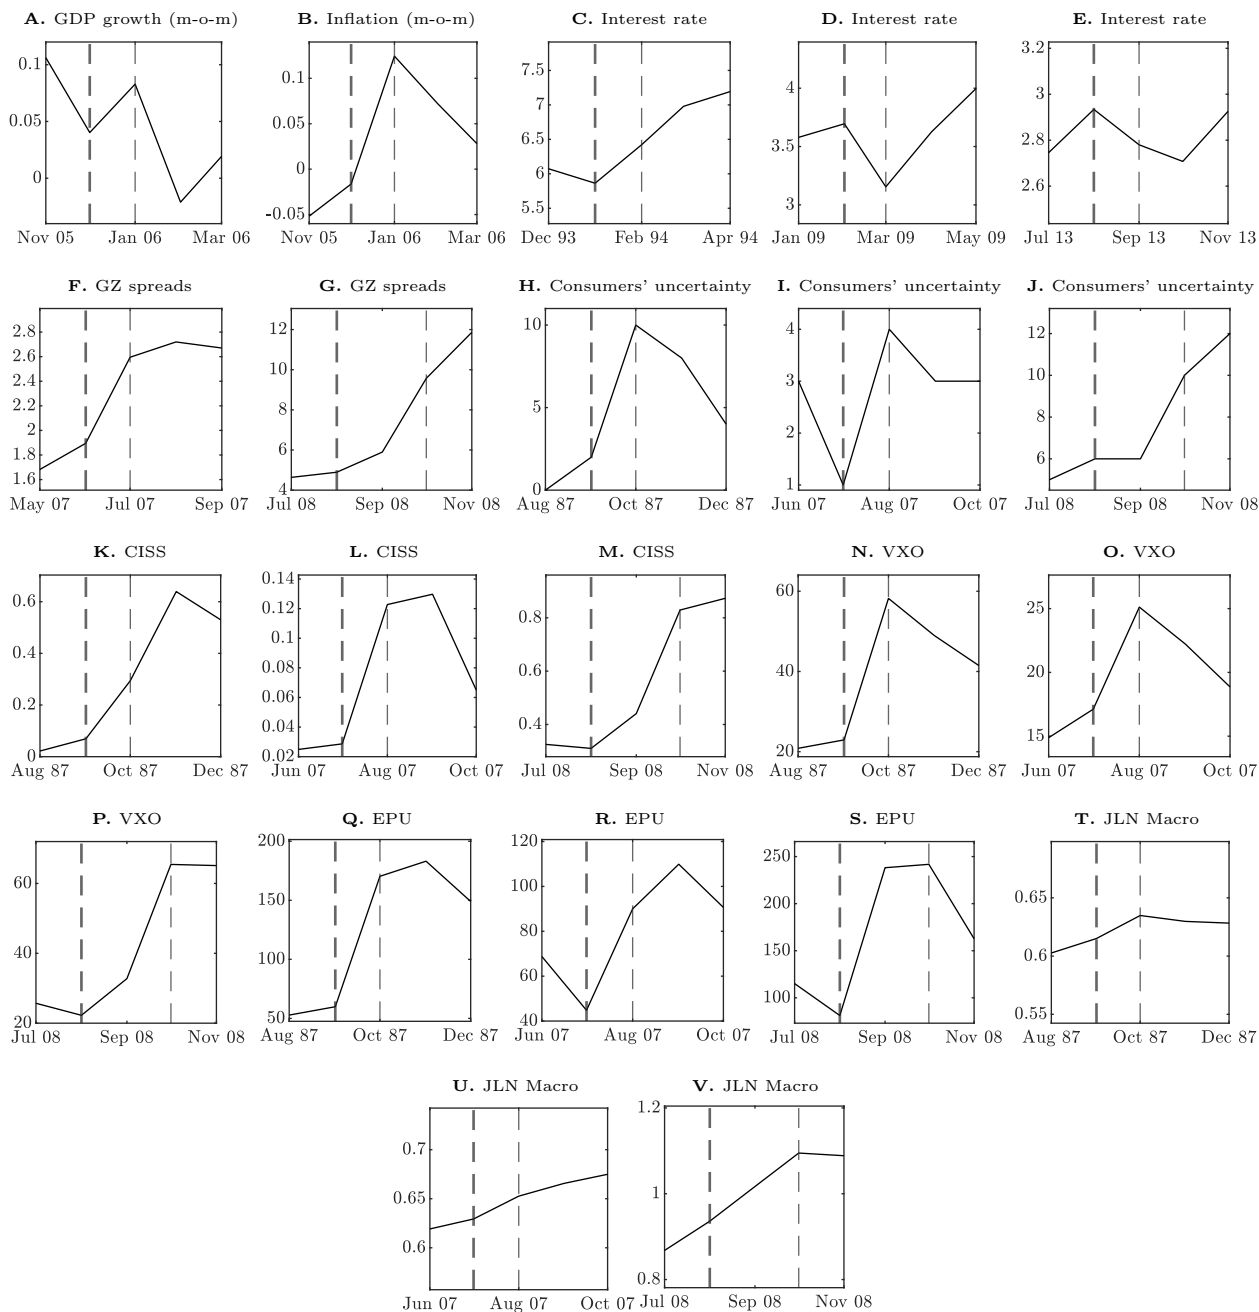 A. GDP growth (m-o-m)
B. Inflation (m-o-m)
C. Interest rate
D. Interest rate
E. Interest rate
0.1
0.05
0
Nov 05 Jan 06 Mar 06
0.1
0.05
0
-0.05
Nov 05 Jan 06 Mar 06
7.5
7
6.5
6
5.5
Dec 93 Feb 94 Apr 94
4
3.5
3
Jan 09 Mar 09 May 09
3.2
3
2.8
2.6
Jul 13 Sep 13 Nov 13
F. GZ spreads
G. GZ spreads
H. Consumers' uncertainty
I. Consumers' uncertainty
J. Consumers' uncertainty
2.8
2.6
2.4
2.2
2
1.8
1.6
May 07 Jul 07 Sep 07
12
10
8
6
4
Jul 08 Sep 08 Nov 08
10
5
0
Aug 87 Oct 87 Dec 87
4
3
2
1
Jun 07 Aug 07 Oct 07
12
10
8
6
Jul 08 Sep 08 Nov 08
K. CISS
L. CISS
M. CISS
N. VXO
O. VXO
0.6
0.4
0.2
0
Aug 87 Oct 87 Dec 87
0.14
0.12
0.1
0.08
0.06
0.04
0.02
Jun 07 Aug 07 Oct 07
0.8
0.6
0.4
Jul 08 Sep 08 Nov 08
60
40
20
Aug 87 Oct 87 Dec 87
25
20
15
Jun 07 Aug 07 Oct 07
P. VXO
Q. EPU
R. EPU
S. EPU
T. JLN Macro
60
40
20
Jul 08 Sep 08 Nov 08
200
150
100
50
Aug 87 Oct 87 Dec 87
120
100
80
60
40
Jun 07 Aug 07 Oct 07
250
200
150
100
Jul 08 Sep 08 Nov 08
0.65
0.6
0.55
Aug 87 Oct 87 Dec 87
U. JLN Macro
V. JLN Macro
0.7
0.65
0.6
Jun 07 Aug 07 Oct 07
1.2
1
0.8
Jul 08 Sep 08 Nov 08